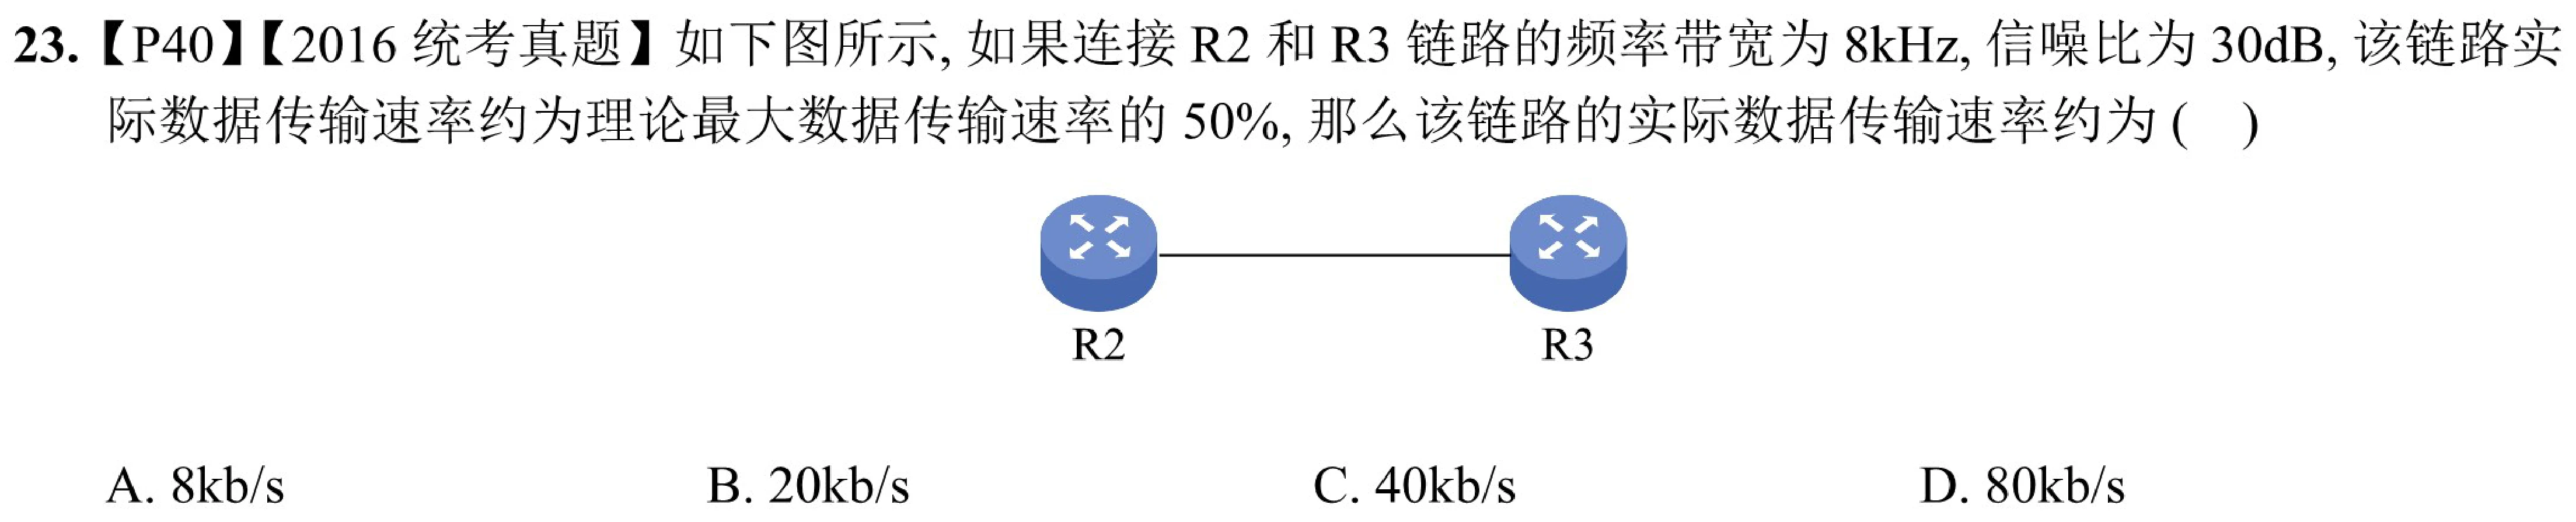 23.【P40】【2016 统考真题】如下图所示, 如果连接 R2 和 R3 链路的频率带宽为 8kHz, 信噪比为 30dB, 该链路实
际数据传输速率约为理论最大数据传输速率的 50%, 那么该链路的实际数据传输速率约为 ( )
R2 R3
A. 8kb/s B. 20kb/s C. 40kb/s D. 80kb/s